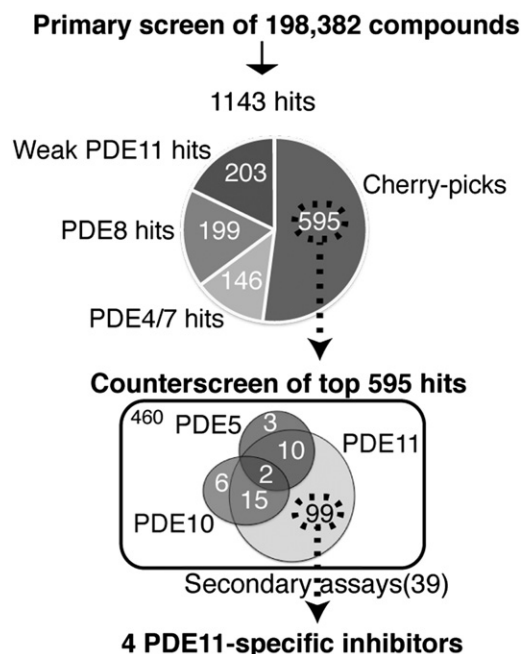 Primary screen of 198,382 compounds
1143 hits
Weak PDE11 hits
203
Cherry-picks
595
PDE8 hits
199
146
PDE4/7 hits
Counterscreen of top 595 hits
460
PDE5
3
10
PDE11
2
6
15
99
PDE10
Secondary assays(39)
4 PDE11-specific inhibitors